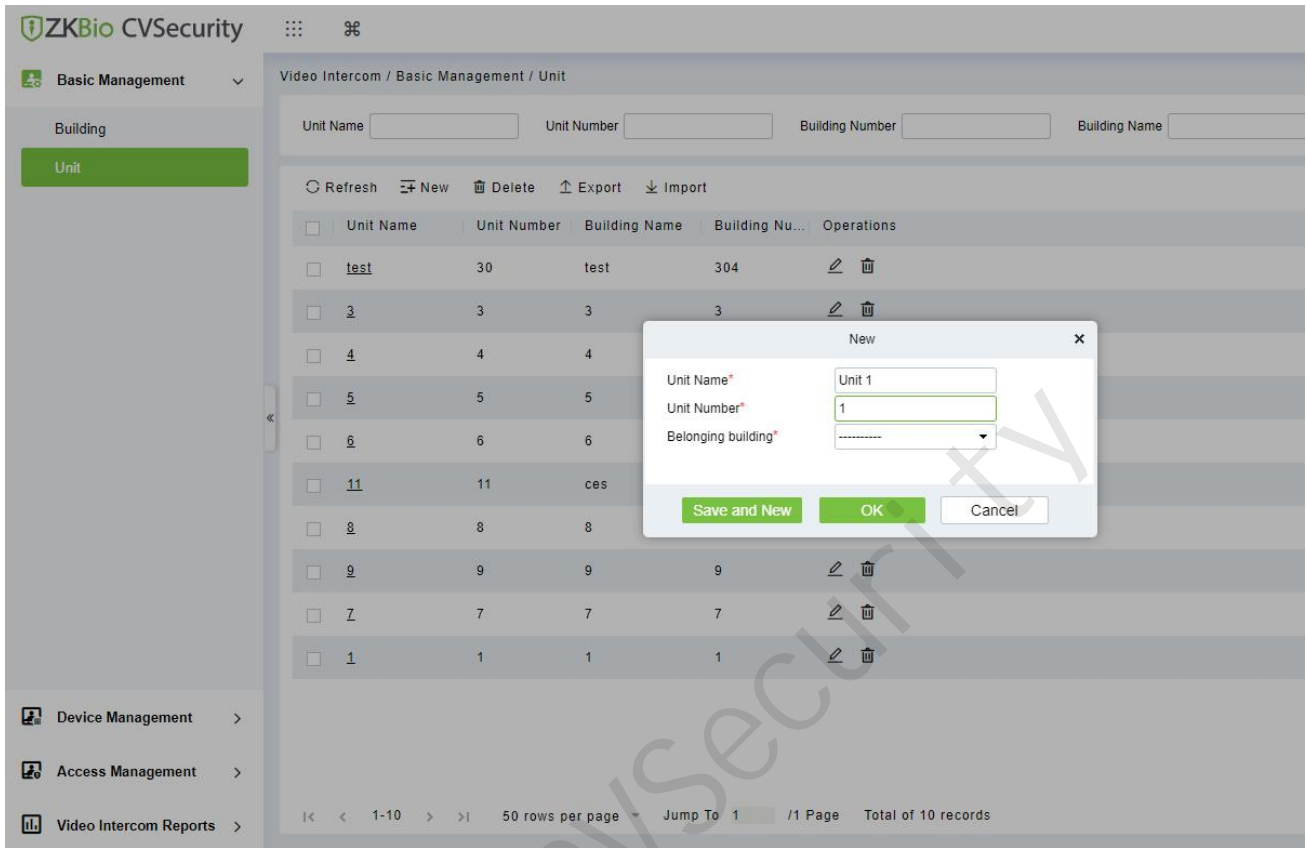 ZKBio CVSecurity
Basic Management
Building
Unit
Device Management
Access Management
Video Intercom Reports
Video Intercom / Basic Management / Unit
Unit Name Unit Number Building Number Building Name
Refresh New Delete Export Import
Unit Name Unit Number Building Name Building Nu... Operations
test 30 test 304
3 3 3 3
4 4 4
5 5 5
6 6 6
11 11 ces
8 8 8
9 9 9 9
7 7 7 7
1 1 1 1
New
Unit Name* Unit 1
Unit Number* 1
Belonging building* ----------
Save and New OK Cancel
1-10 50 rows per page Jump To 1 /1 Page Total of 10 records
CVSecurity